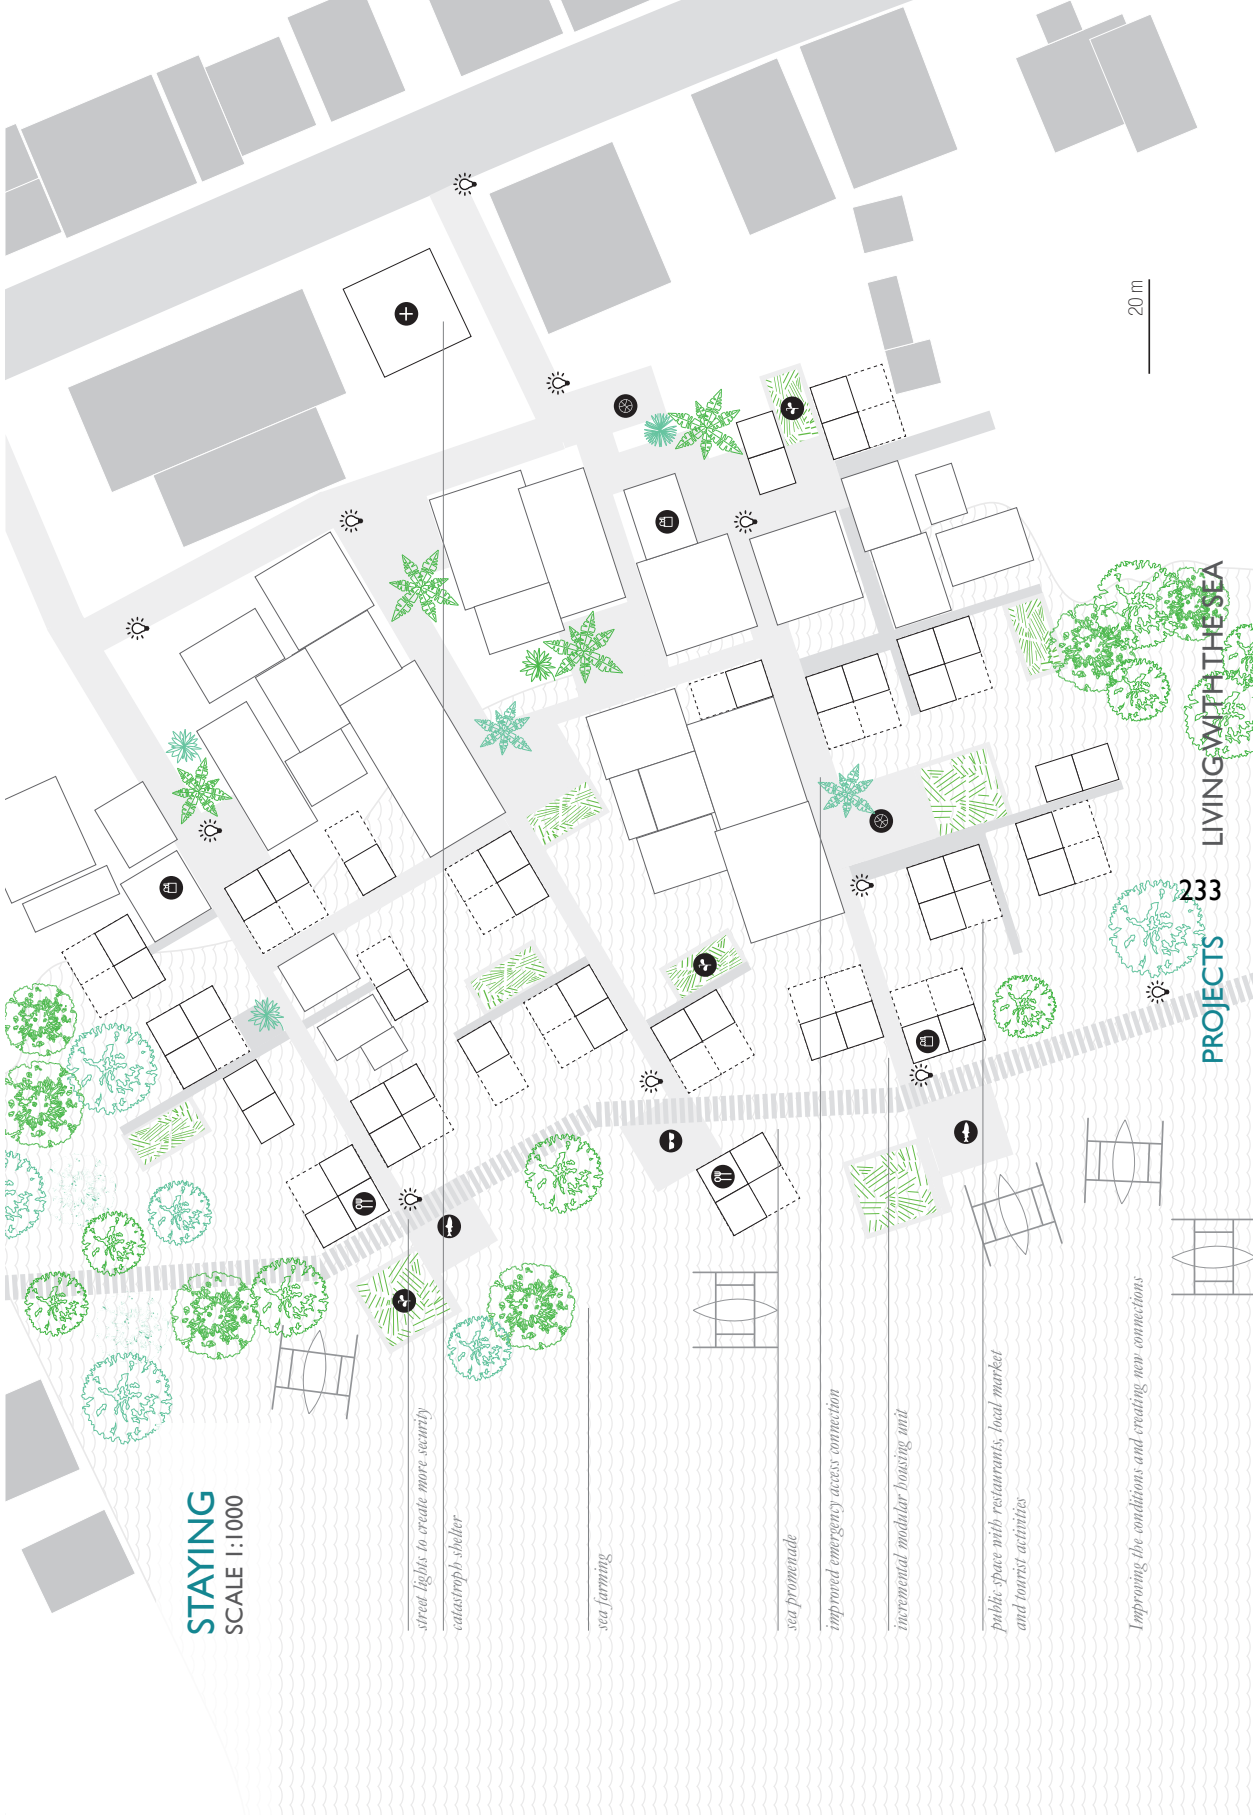 STAYING
SCALE 1:1000
street lights to create more security
catastroph shelter
sea farming
sea promenade
improved emergency access connection
incremental modular housing unit
public space with restaurants, local market
and tourist activities
Improving the conditions and creating new connections
20 m
PROJECTS 233 LIVING WITH THE SEA